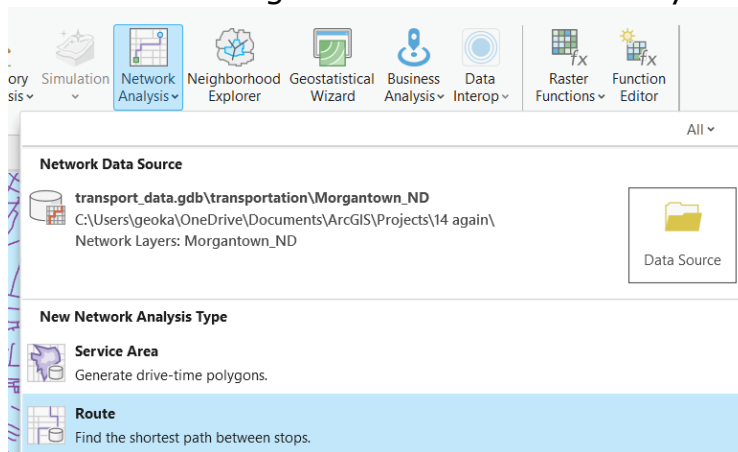 ory Simulation Network Neighborhood Geostatistical Business Data Raster Function
sis Analysis Explorer Wizard Analysis Interop Functions Editor
All
Network Data Source
transport_data.gdb\transportation\Morgantown_ND
C:\Users\geoka\OneDrive\Documents\ArcGIS\Projects\14 again\
Network Layers: Morgantown_ND
Data Source
New Network Analysis Type
Service Area
Generate drive-time polygons.
Route
Find the shortest path between stops.